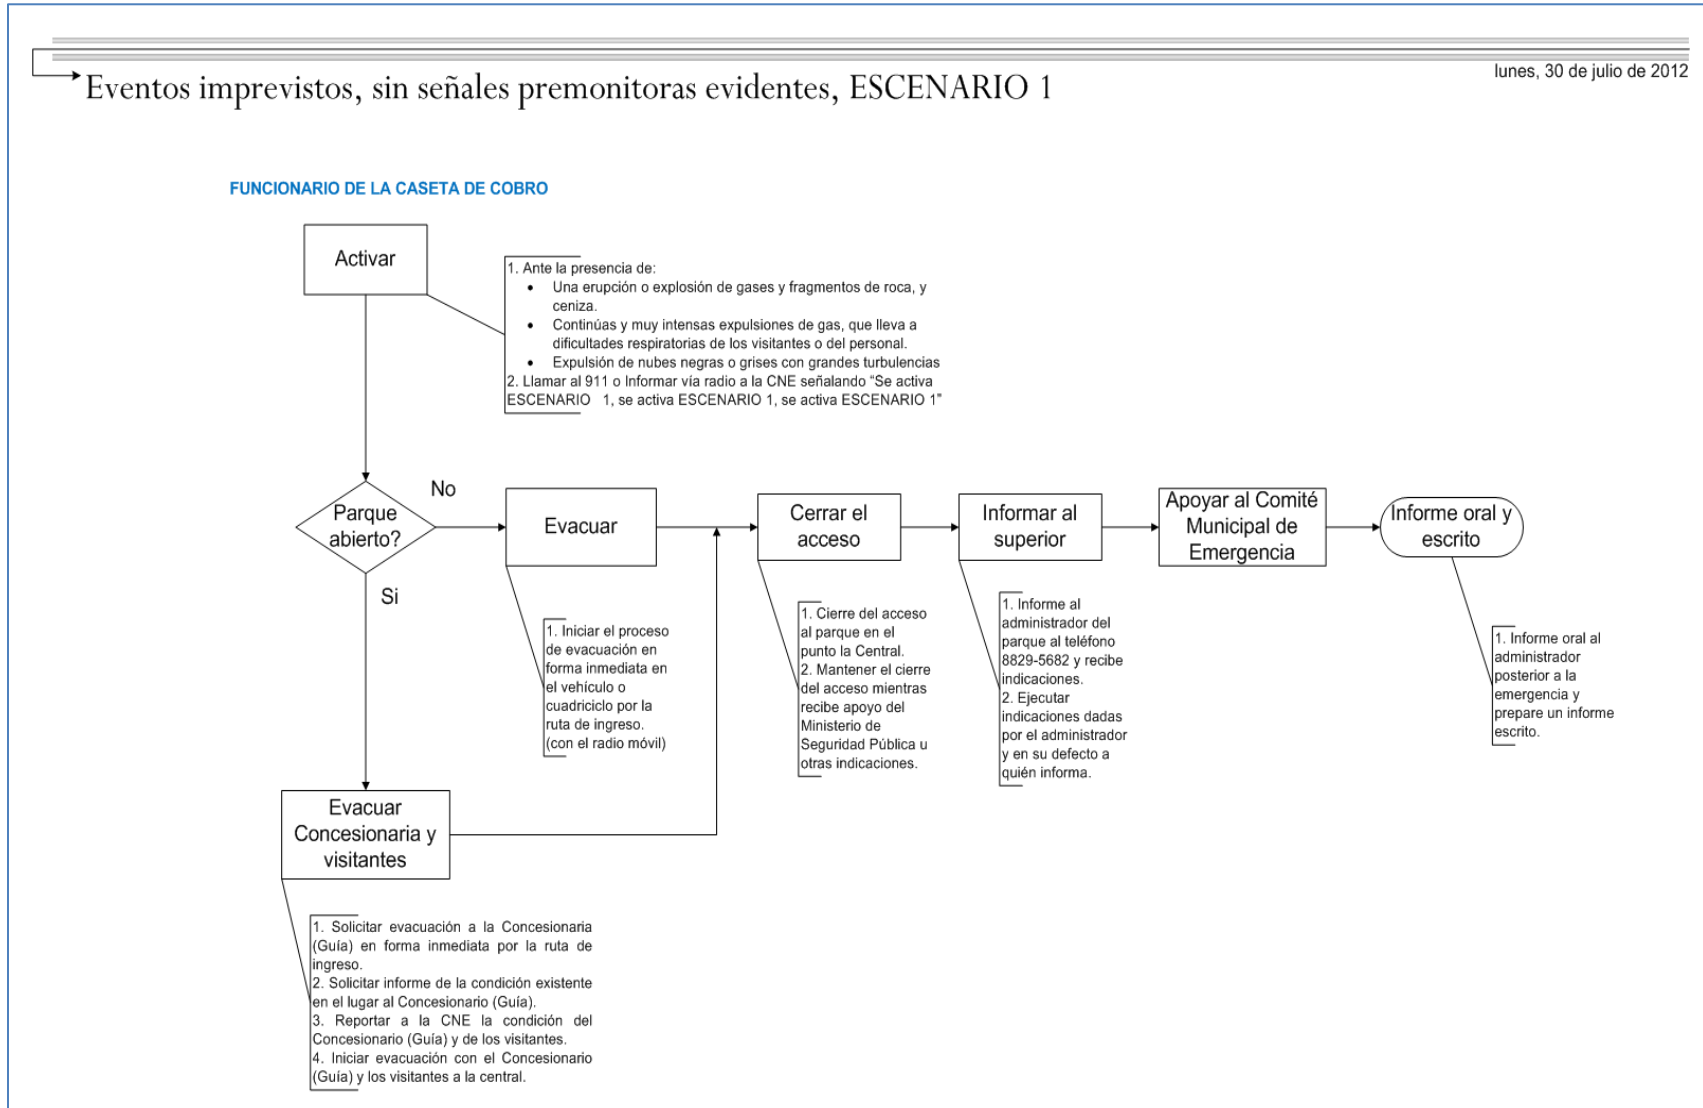 lunes, 30 de julio de 2012
Eventos imprevistos, sin señales premonitoras evidentes, ESCENARIO 1
FUNCIONARIO DE LA CASETA DE COBRO
Activar
1. Ante la presencia de:
• Una erupción o explosión de gases y fragmentos de roca, y
ceniza.
• Continúas y muy intensas expulsiones de gas, que lleva a
dificultades respiratorias de los visitantes o del personal.
• Expulsión de nubes negras o grises con grandes turbulencias
2. Llamar al 911 o Informar vía radio a la CNE señalando “Se activa
ESCENARIO 1, se activa ESCENARIO 1, se activa ESCENARIO 1”
Parque
abierto?
No
Si
Evacuar
1. Iniciar el proceso
de evacuación en
forma inmediata en
el vehículo o
cuadriciclo por la
ruta de ingreso.
(con el radio móvil)
Cerrar el
acceso
1. Cierre del acceso
al parque en el
punto la Central.
2. Mantener el cierre
del acceso mientras
recibe apoyo del
Ministerio de
Seguridad Pública u
otras indicaciones.
Informar al
superior
1. Informe al
administrador del
parque al teléfono
8829-5682 y recibe
indicaciones.
2. Ejecutar
indicaciones dadas
por el administrador
y en su defecto a
quién informa.
Apoyar al Comité
Municipal de
Emergencia
Informe oral y
escrito
1. Informe oral al
administrador
posterior a la
emergencia y
prepare un informe
escrito.
Evacuar
Concesionaria y
visitantes
1. Solicitar evacuación a la Concesionaria
(Guía) en forma inmediata por la ruta de
ingreso.
2. Solicitar informe de la condición existente
en el lugar al Concesionario (Guía).
3. Reportar a la CNE la condición del
Concesionario (Guía) y de los visitantes.
4. Iniciar evacuación con el Concesionario
(Guía) y los visitantes a la central.